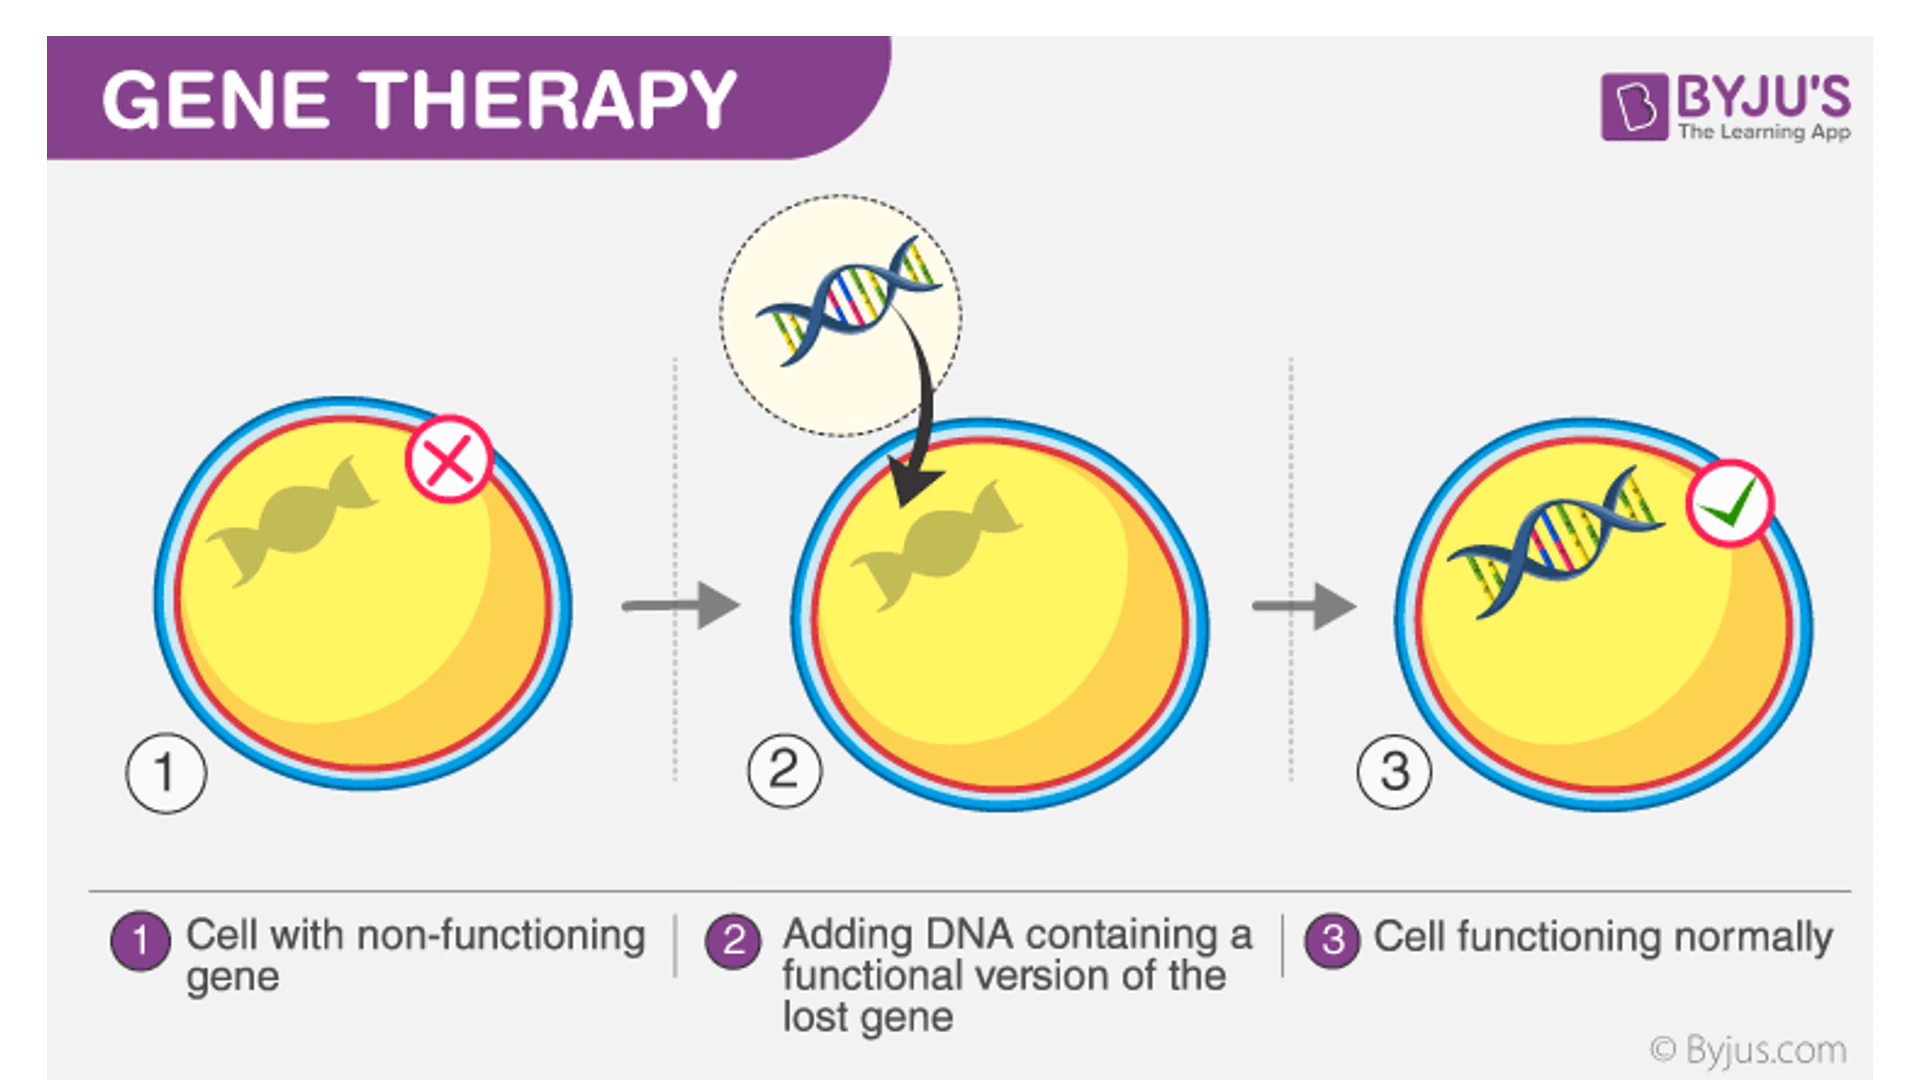 GENE THERAPY
BYJU'S
The Learning App
1
2
3
1 Cell with non-functioning
gene
2 Adding DNA containing a
functional version of the
lost gene
3 Cell functioning normally
© Byjus.com